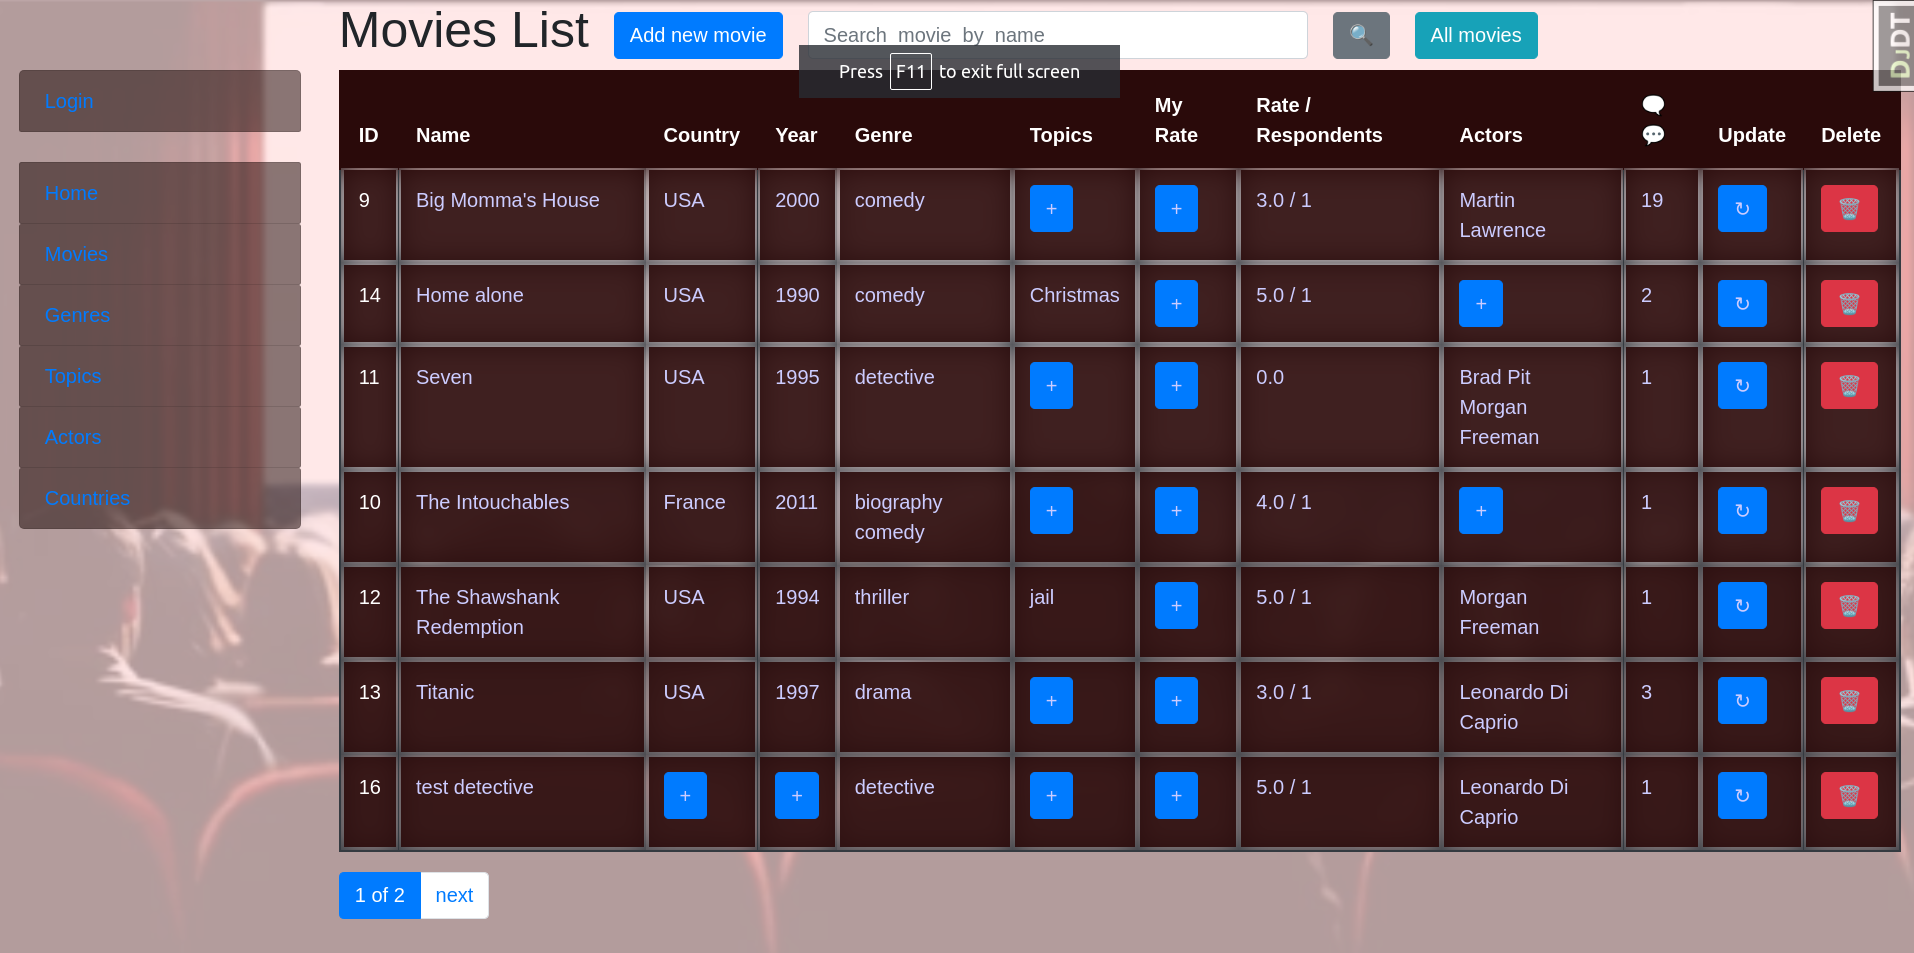 Movies List
Add new movie
Search movie by name
🔍
All movies
Press F11 to exit full screen
DJDT
Login
Home
Movies
Genres
Topics
Actors
Countries
ID Name Country Year Genre Topics My Rate Rate / Respondents Actors Update Delete
9 Big Momma's House USA 2000 comedy + + 3.0 / 1 Martin Lawrence 19 ↻
14 Home alone USA 1990 comedy Christmas + 5.0 / 1 + 2 ↻
11 Seven USA 1995 detective + + 0.0 Brad Pit Morgan Freeman 1 ↻
10 The Intouchables France 2011 biography comedy + + 4.0 / 1 + 1 ↻
12 The Shawshank Redemption USA 1994 thriller jail + 5.0 / 1 Morgan Freeman 1 ↻
13 Titanic USA 1997 drama + + 3.0 / 1 Leonardo Di Caprio 3 ↻
16 test detective + + detective + + 5.0 / 1 Leonardo Di Caprio 1 ↻
1 of 2 next